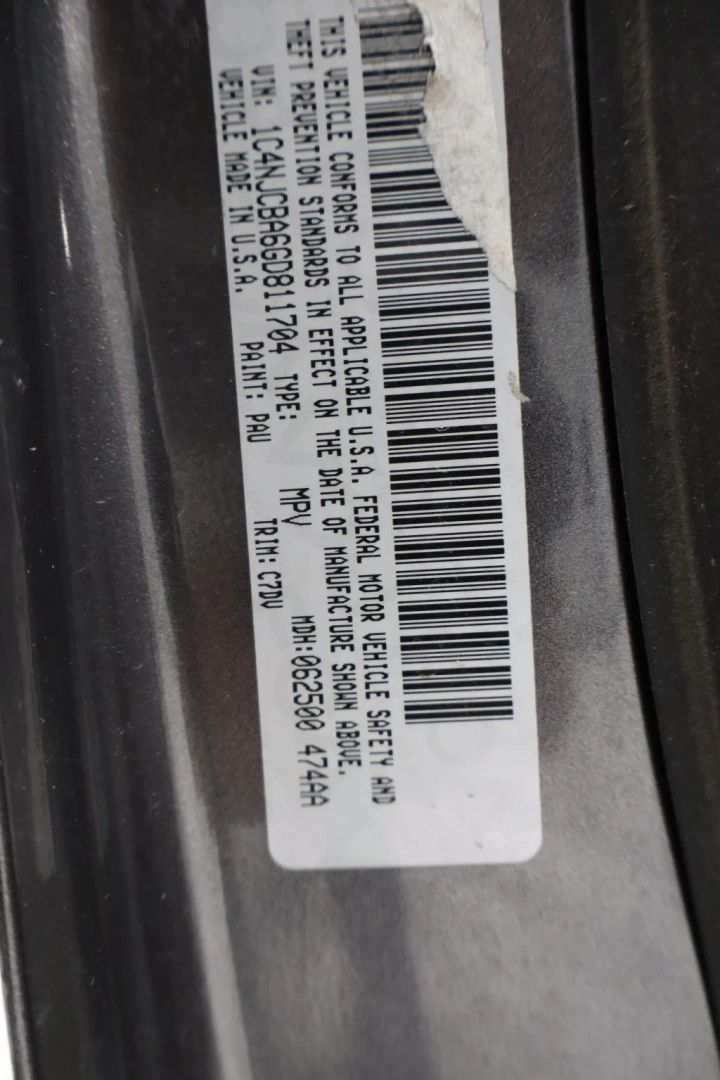 THIS VEHICLE CONFORMS TO ALL APPLICABLE U.S.A. FEDERAL MOTOR VEHICLE SAFETY AND
THEFT PREVENTION STANDARDS IN EFFECT ON THE DATE OF MANUFACTURE SHOWN ABOVE.
VIN: 1C4NJCBA6GD811704 TYPE: MPV MDH:062500 474AA
VEHICLE MADE IN U.S.A. PAINT: PAU TRIM: C7DV